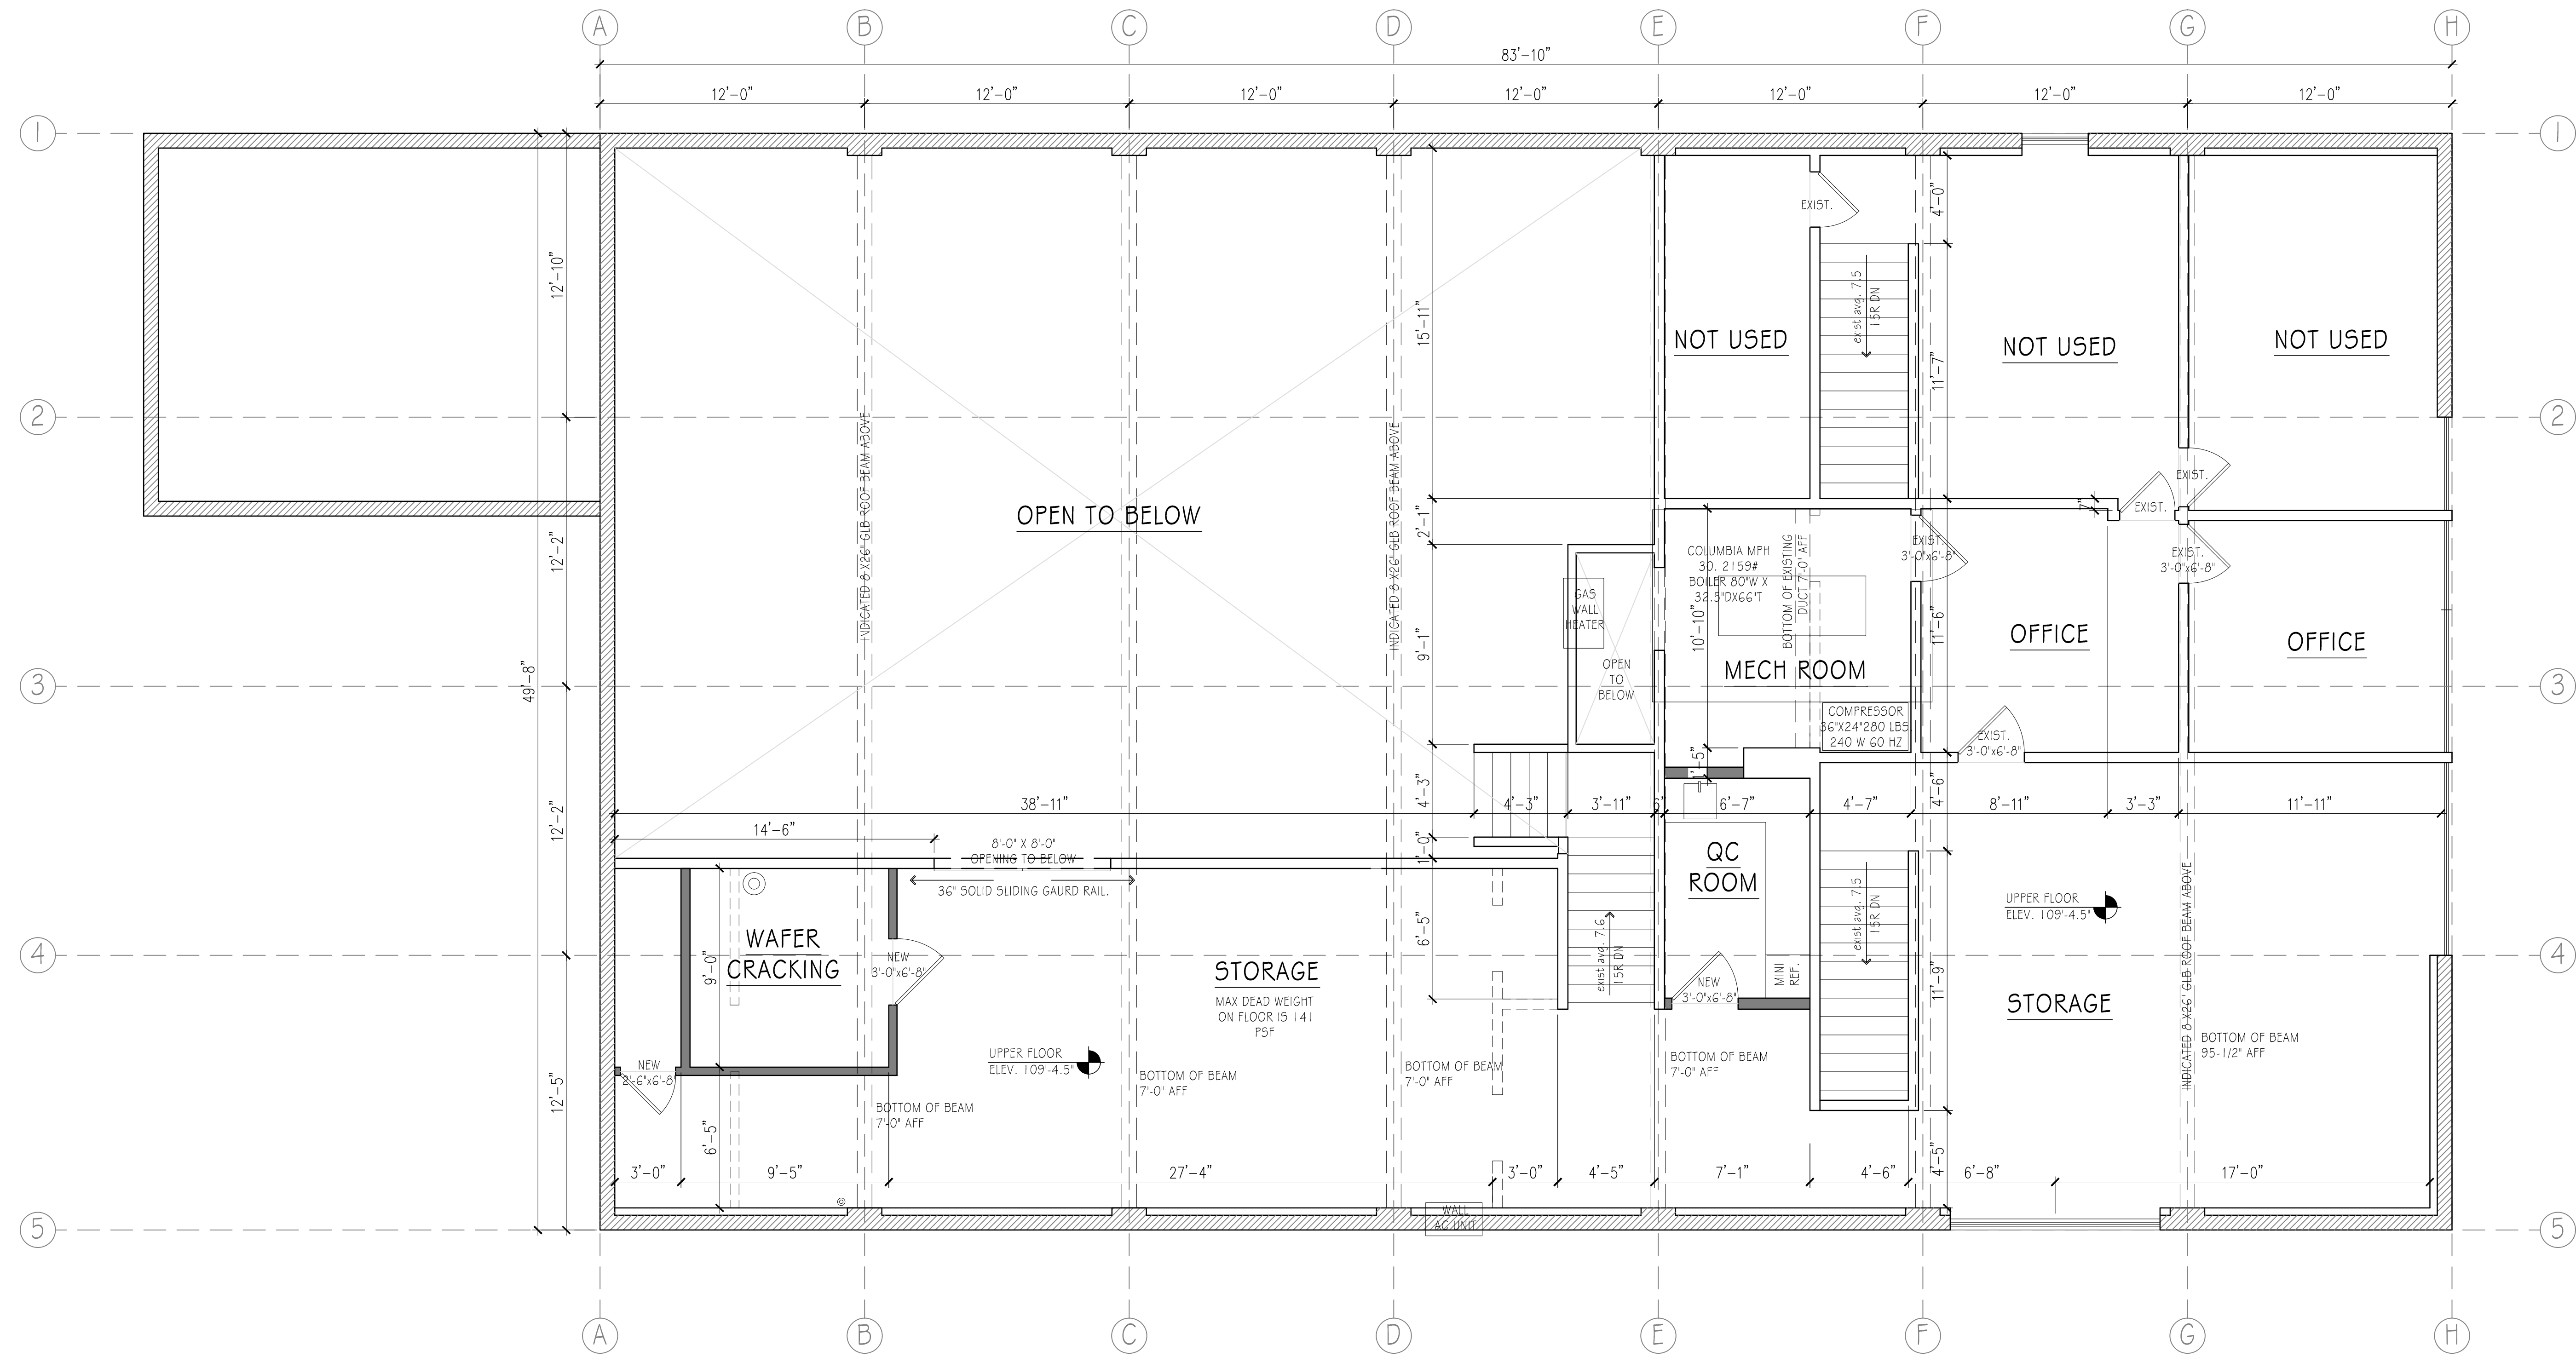 A B C D E F G H
83'-10"
12'-0" 12'-0" 12'-0" 12'-0" 12'-0" 12'-0" 12'-0"
1 1
EXIST.
4'-0"
12'-10"
15'-11"
exist avg. 7.5
15R DN
NOT USED
NOT USED
NOT USED
11'-7"
2 2
INDICATED 8 X26" GLB ROOF BEAM ABOVE
INDICATED 8 X26" GLB ROOF BEAM ABOVE
OPEN TO BELOW
EXIST.
EXIST.
7"
2'-1"
12'-2"
COLUMBIA MPH
30. 2159#
BOILER 80"W X
32.5"DX66"T
BOTTOM OF EXISTING
DUCT 7'-0" AFF
EXIST.
3'-0"x6'-8"
EXIST.
3'-0"x6'-8"
GAS
WALL
HEATER
10'-10"
11'-6"
9'-1"
OFFICE
OFFICE
OPEN
TO
BELOW
MECH ROOM
49'-8"
3 3
COMPRESSOR
36"X24"280 LBS.
240 W 60 HZ
EXIST.
3'-0"x6'-8"
1'-5"
4'-3"
4'-6"
12'-2"
38'-11" 4'-3" 3'-11" 6" 6'-7" 4'-7" 8'-11" 3'-3" 11'-11"
14'-6"
8'-0" X 8'-0"
OPENING TO BELOW
1'-0"
36" SOLID SLIDING GAURD RAIL.
QC
ROOM
UPPER FLOOR
ELEV. 109'-4.5"
WAFER
CRACKING
9'-0"
NEW
3'-0"x6'-8"
6'-5"
exist avg. 7.6
15R DN
exist avg. 7.5
15R DN
4 4
STORAGE
MAX DEAD WEIGHT
ON FLOOR IS 141
PSF
NEW
3'-0"x6'-8"
MINI
REF.
11'-9"
STORAGE
INDICATED 8 X26" GLB ROOF BEAM ABOVE
BOTTOM OF BEAM
95-1/2" AFF
UPPER FLOOR
ELEV. 109'-4.5"
NEW
2'-6"x6'-8"
BOTTOM OF BEAM
7'-0" AFF
BOTTOM OF BEAM
7'-0" AFF
BOTTOM OF BEAM
7'-0" AFF
BOTTOM OF BEAM
7'-0" AFF
12'-5"
6'-5"
4'-5"
3'-0" 9'-5" 27'-4" 3'-0" 4'-5" 7'-1" 4'-6" 6'-8" 17'-0"
WALL
AC UNIT
5 5
A B C D E F G H